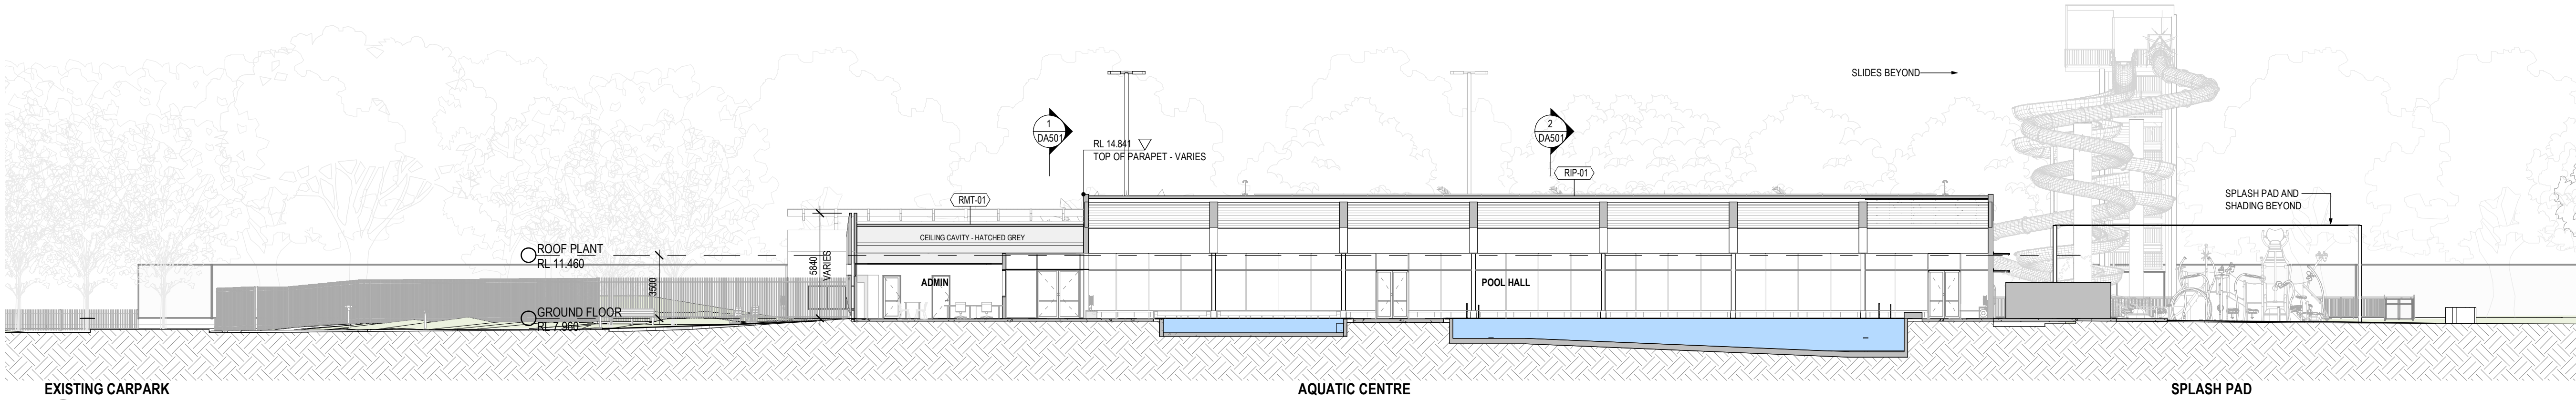 SLIDES BEYOND
1
DA501
2
DA501
RL 14.841
TOP OF PARAPET - VARIES
RIP-01
RMT-01
SPLASH PAD AND
SHADING BEYOND
CEILING CAVITY - HATCHED GREY
ROOF PLANT
RL 11.460
5840
VARIES
3500
ADMIN
POOL HALL
GROUND FLOOR
RL 7.960
EXISTING CARPARK
AQUATIC CENTRE
SPLASH PAD